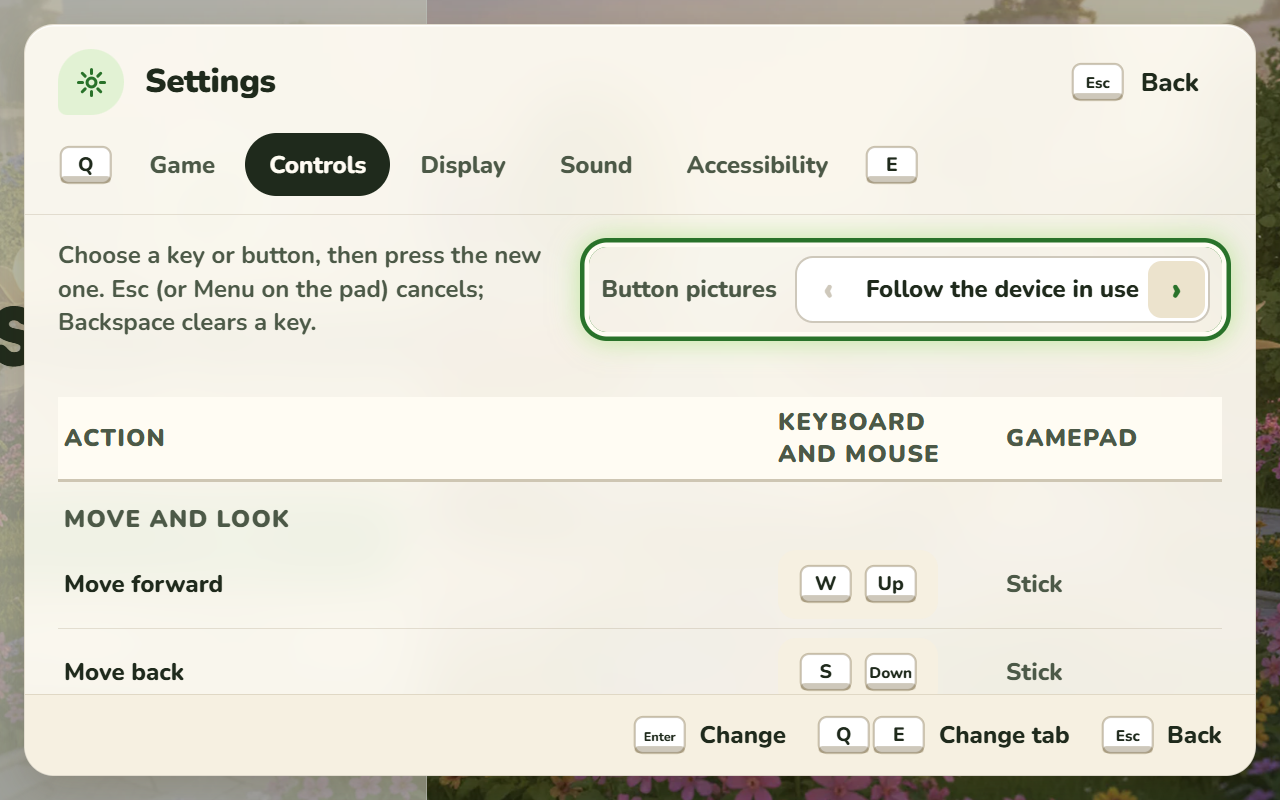 Settings
Esc Back
Q Game Controls Display Sound Accessibility E
Choose a key or button, then press the new
one. Esc (or Menu on the pad) cancels;
Backspace clears a key.
Button pictures ‹ Follow the device in use ›
ACTION
KEYBOARD
AND MOUSE
GAMEPAD
MOVE AND LOOK
Move forward W Up Stick
Move back S Down Stick
Enter Change Q E Change tab Esc Back